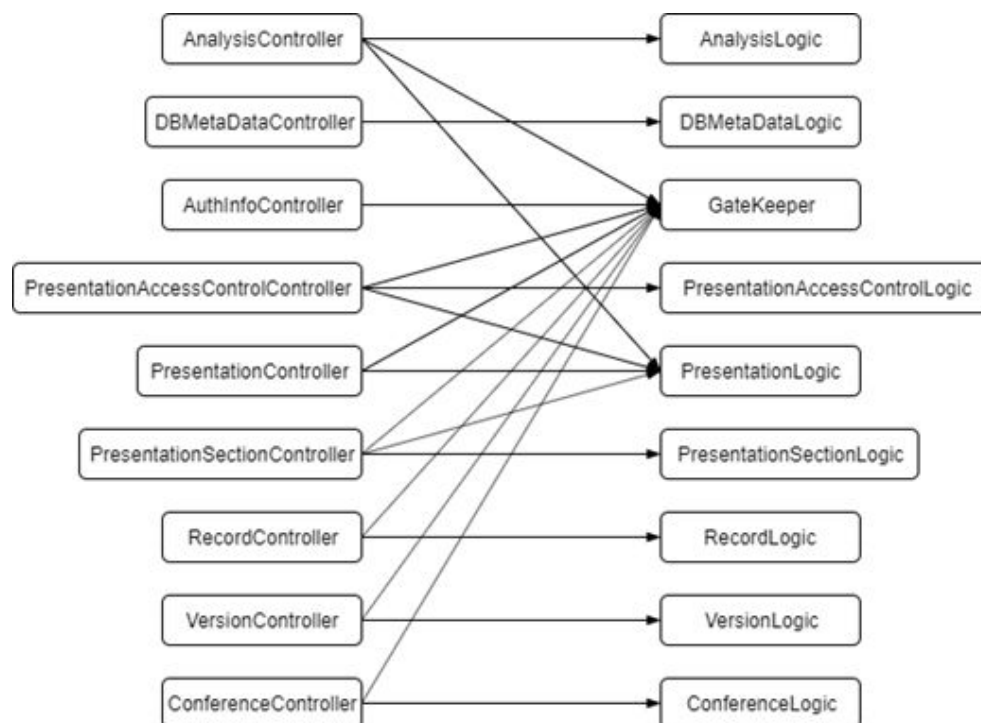 AnalysisController
AnalysisLogic
DBMetaDataController
DBMetaDataLogic
AuthInfoController
GateKeeper
PresentationAccessControlController
PresentationAccessControlLogic
PresentationController
PresentationLogic
PresentationSectionController
PresentationSectionLogic
RecordController
RecordLogic
VersionController
VersionLogic
ConferenceController
ConferenceLogic